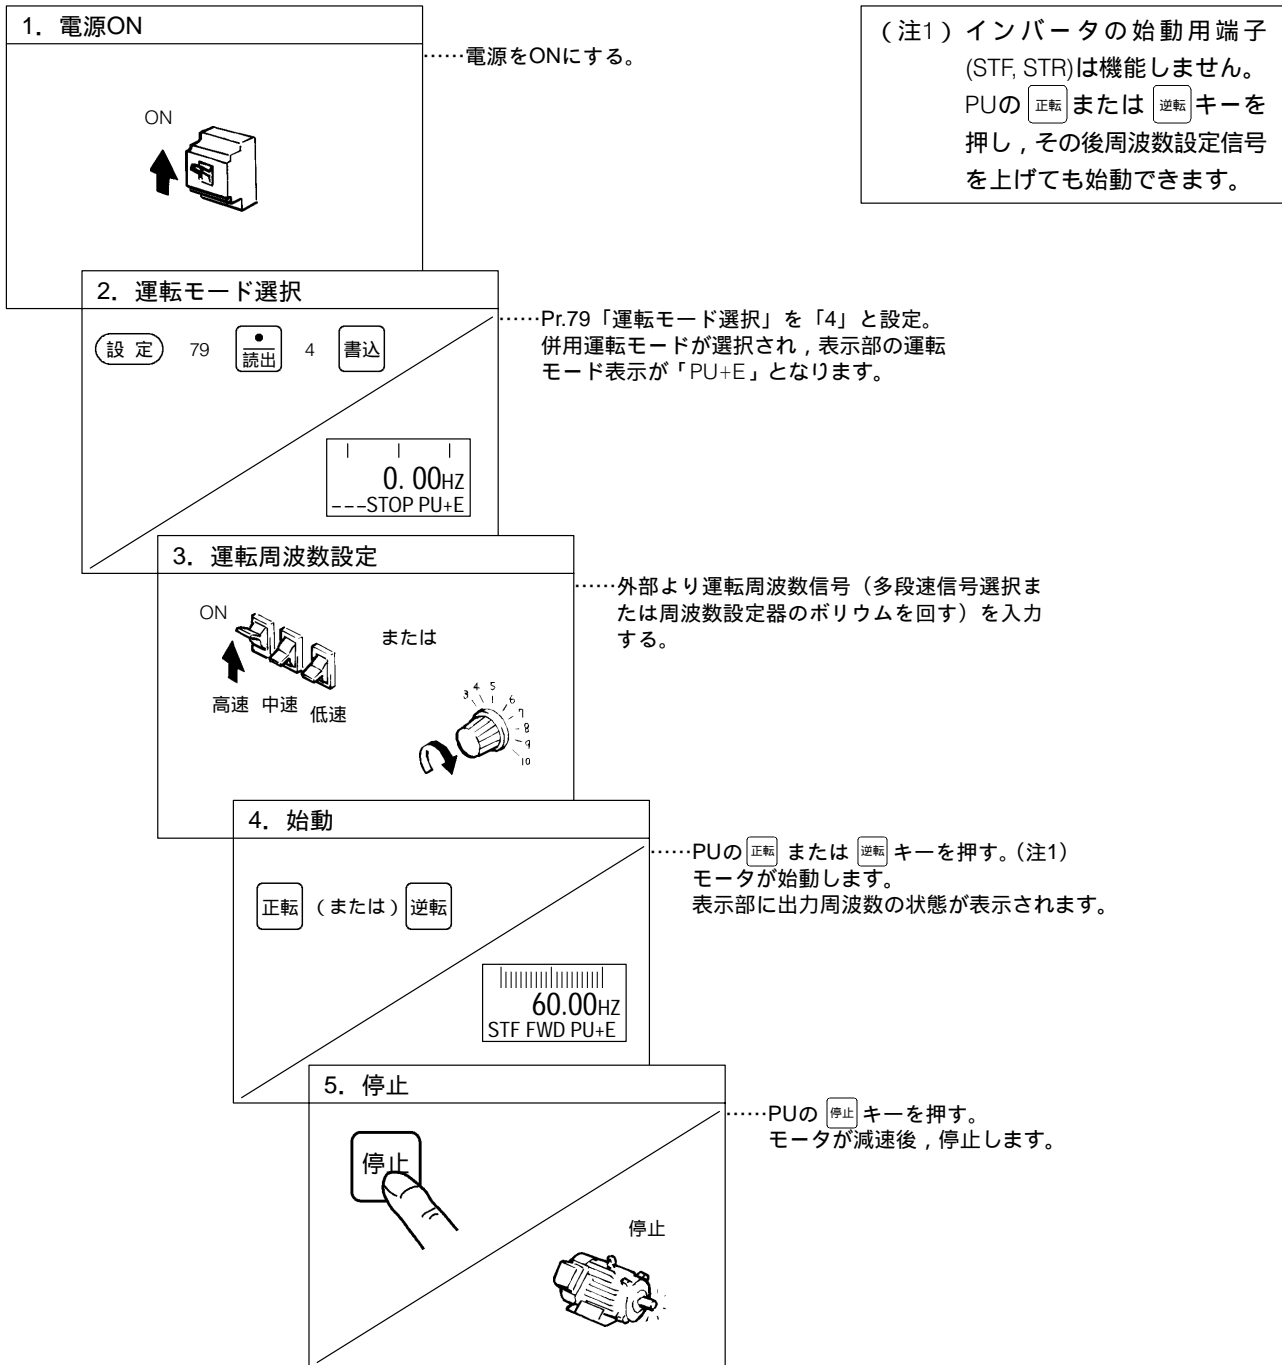 1. 電源ON
……電源をONにする。
ON
（注1）インバータの始動用端子
(STF, STR)は機能しません。
PUの 正転 または 逆転 キーを
押し，その後周波数設定信号
を上げても始動できます。
2. 運転モード選択
設定 79 ・読出 4 書込
……Pr.79「運転モード選択」を「4」と設定。
併用運転モードが選択され，表示部の運転
モード表示が「PU+E」となります。
0.00HZ
---STOP PU+E
3. 運転周波数設定
……外部より運転周波数信号（多段速信号選択ま
たは周波数設定器のボリウムを回す）を入力
する。
ON
または
高速 中速 低速
3 4 5 6 7 8 9 10
4. 始動
……PUの 正転 または 逆転 キーを押す。（注1）
モータが始動します。
表示部に出力周波数の状態が表示されます。
正転 （または） 逆転
60.00HZ
STF FWD PU+E
5. 停止
……PUの 停止 キーを押す。
モータが減速後，停止します。
停止
停止